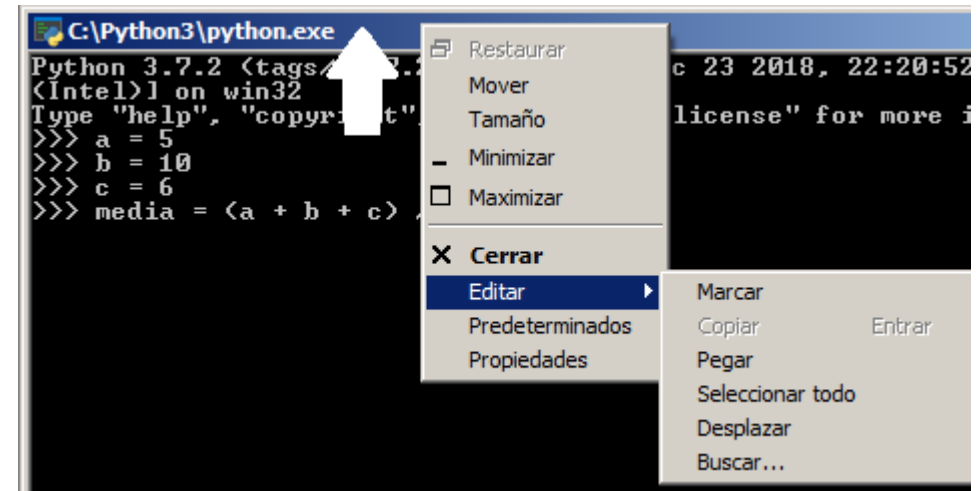 C:\Python3\python.exe
Python 3.7.2 (tags/ c 23 2018, 22:20:52
(Intel)] on win32
Type "help", "copyr t" license" for more
>>> a = 5
>>> b = 10
>>> c = 6
>>> media = (a + b + c)
Restaurar
Mover
Tamaño
Minimizar
Maximizar
Cerrar
Editar
Predeterminados
Propiedades
Marcar
Copiar Entrar
Pegar
Seleccionar todo
Desplazar
Buscar...